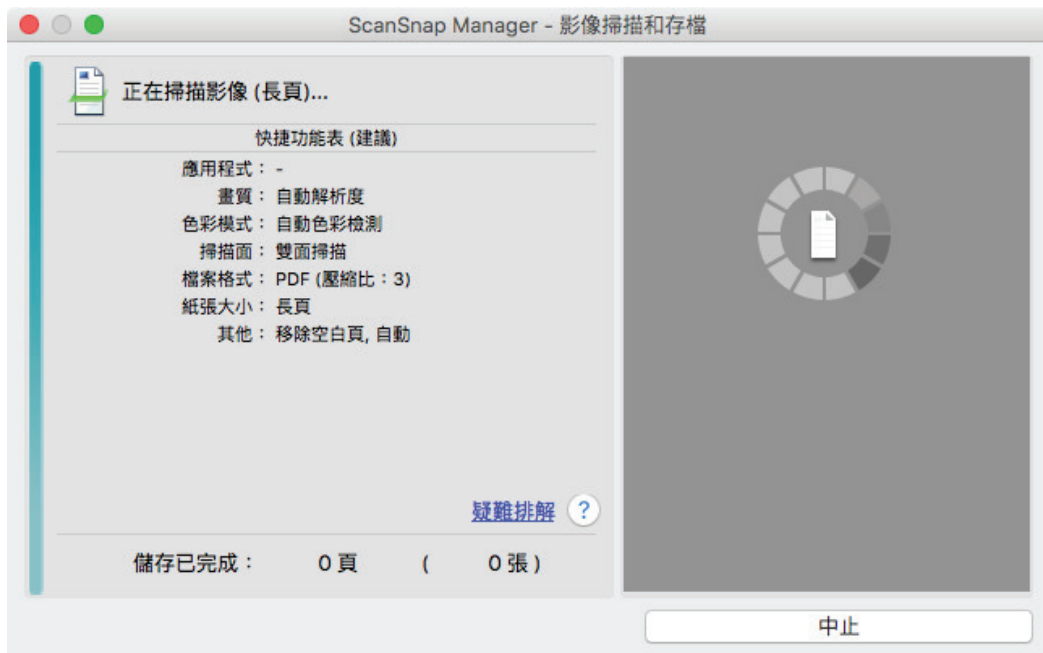 ScanSnap Manager - 影像掃描和存檔
正在掃描影像 (長頁)...
快捷功能表 (建議)
應用程式： -
畫質： 自動解析度
色彩模式： 自動色彩檢測
掃描面： 雙面掃描
檔案格式： PDF (壓縮比：3)
紙張大小： 長頁
其他： 移除空白頁, 自動
疑難排解 ?
儲存已完成： 0 頁 ( 0 張 )
中止